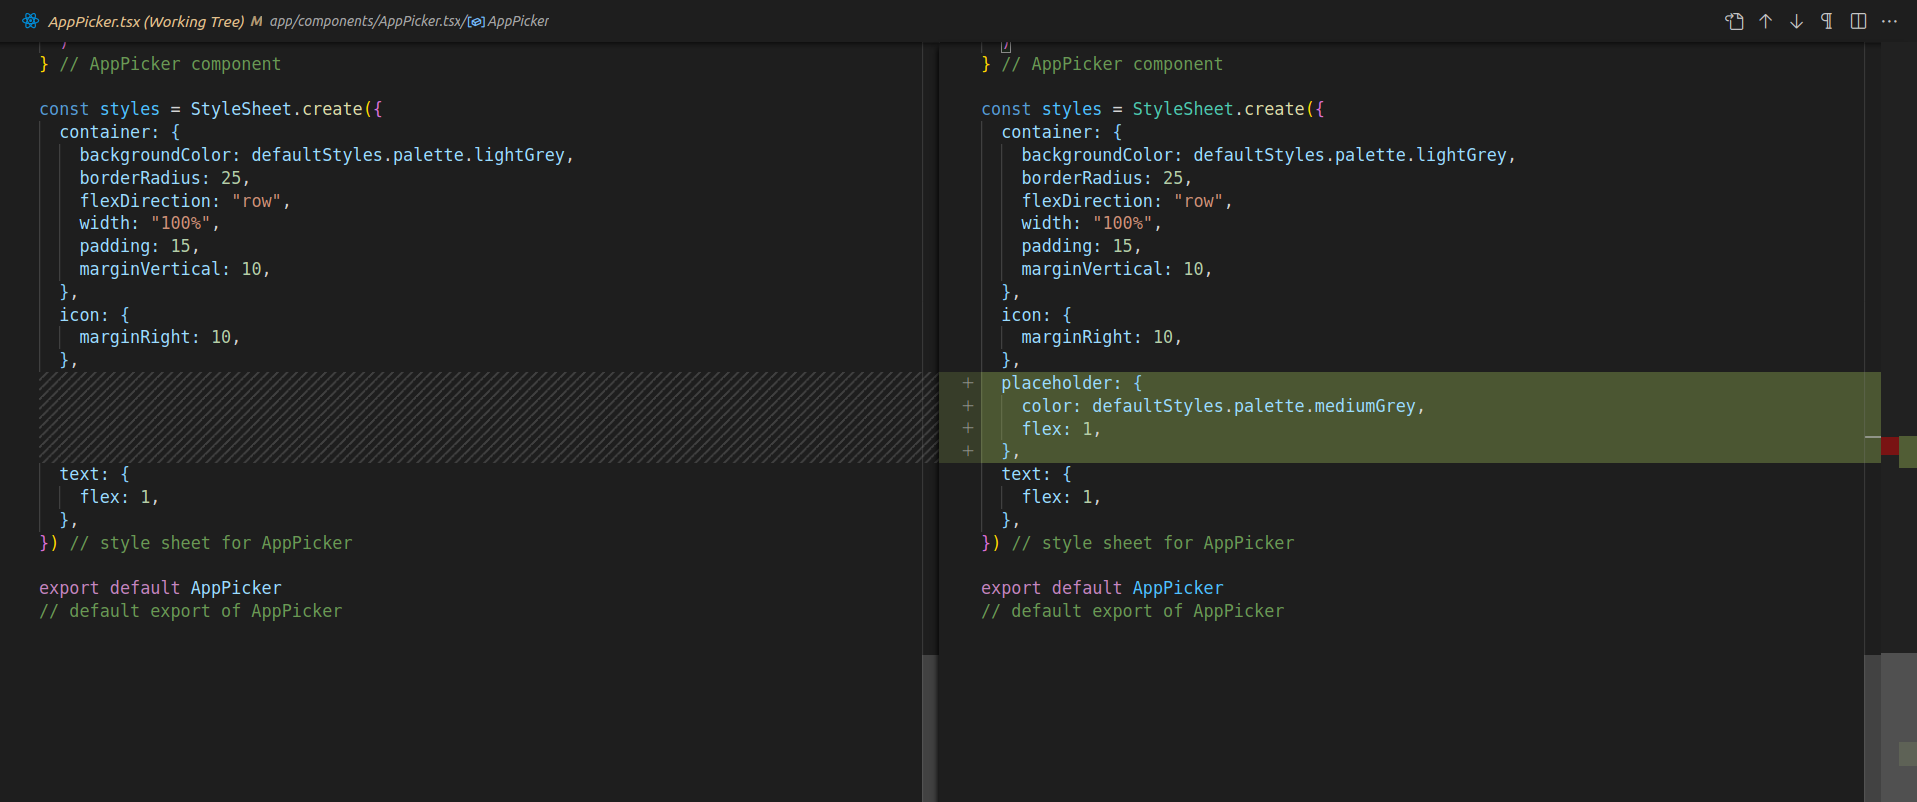 AppPicker.tsx (Working Tree) M app/components/AppPicker.tsx/ AppPicker
} // AppPicker component
const styles = StyleSheet.create({
container: {
backgroundColor: defaultStyles.palette.lightGrey,
borderRadius: 25,
flexDirection: "row",
width: "100%",
padding: 15,
marginVertical: 10,
},
icon: {
marginRight: 10,
},
text: {
flex: 1,
},
}) // style sheet for AppPicker
export default AppPicker
// default export of AppPicker
)
} // AppPicker component
const styles = StyleSheet.create({
container: {
backgroundColor: defaultStyles.palette.lightGrey,
borderRadius: 25,
flexDirection: "row",
width: "100%",
padding: 15,
marginVertical: 10,
},
icon: {
marginRight: 10,
},
+ placeholder: {
+ color: defaultStyles.palette.mediumGrey,
+ flex: 1,
+ },
text: {
flex: 1,
},
}) // style sheet for AppPicker
export default AppPicker
// default export of AppPicker